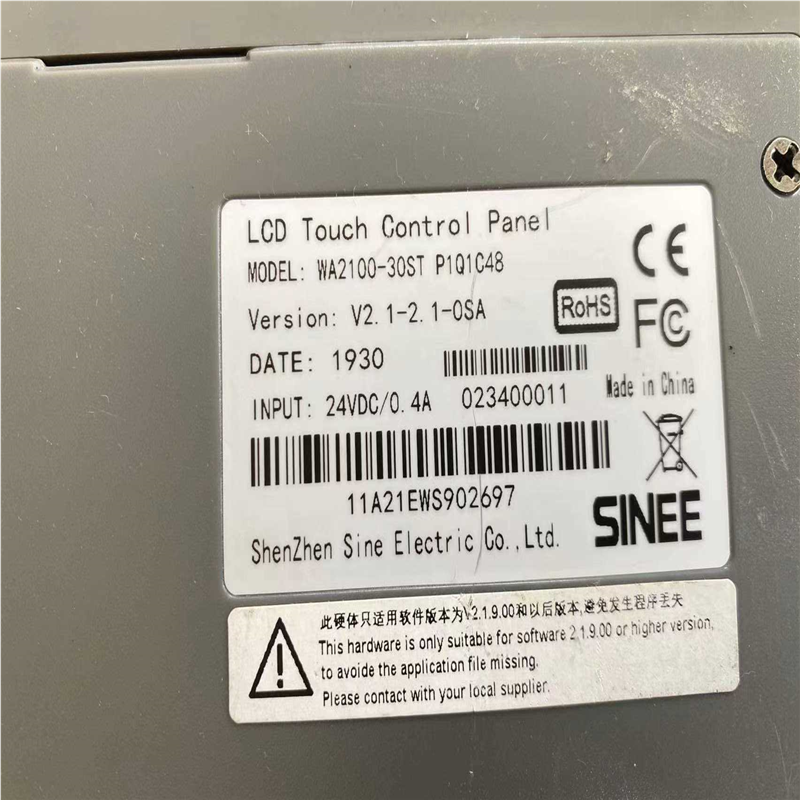 LCD Touch Control Panel
MODEL: WA2100-30ST P1Q1C48
Version: V2.1-2.1-0SA
RoHS
CE
FC
DATE: 1930
Made in China
INPUT: 24VDC/0.4A 023400011
11A21EWS902697
SINEE
ShenZhen Sine Electric Co.,Ltd.
此硬体只适用软件版本为V2.1.9.00和以后版本,避免发生程序丢失
This hardware is only suitable for software 2.1.9.00 or higher version,
to avoide the application file missing.
Please contact with your local supplier.